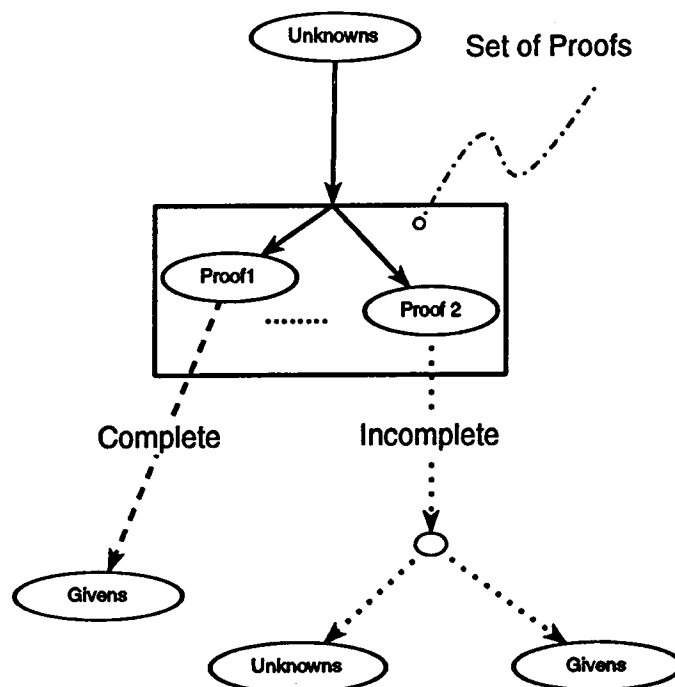 Unknowns
Set of Proofs
Proof1
Proof 2
Complete
Incomplete
Givens
Unknowns
Givens